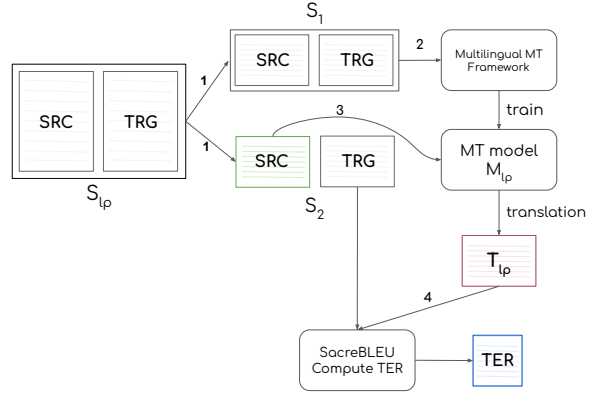 S1
SRC
TRG
2
Multilingual MT
Framework
1
train
3
SRC
TRG
1
SRC
TRG
MT model
Mlp
Slp
S2
translation
Tlp
4
SacreBLEU
Compute TER
TER